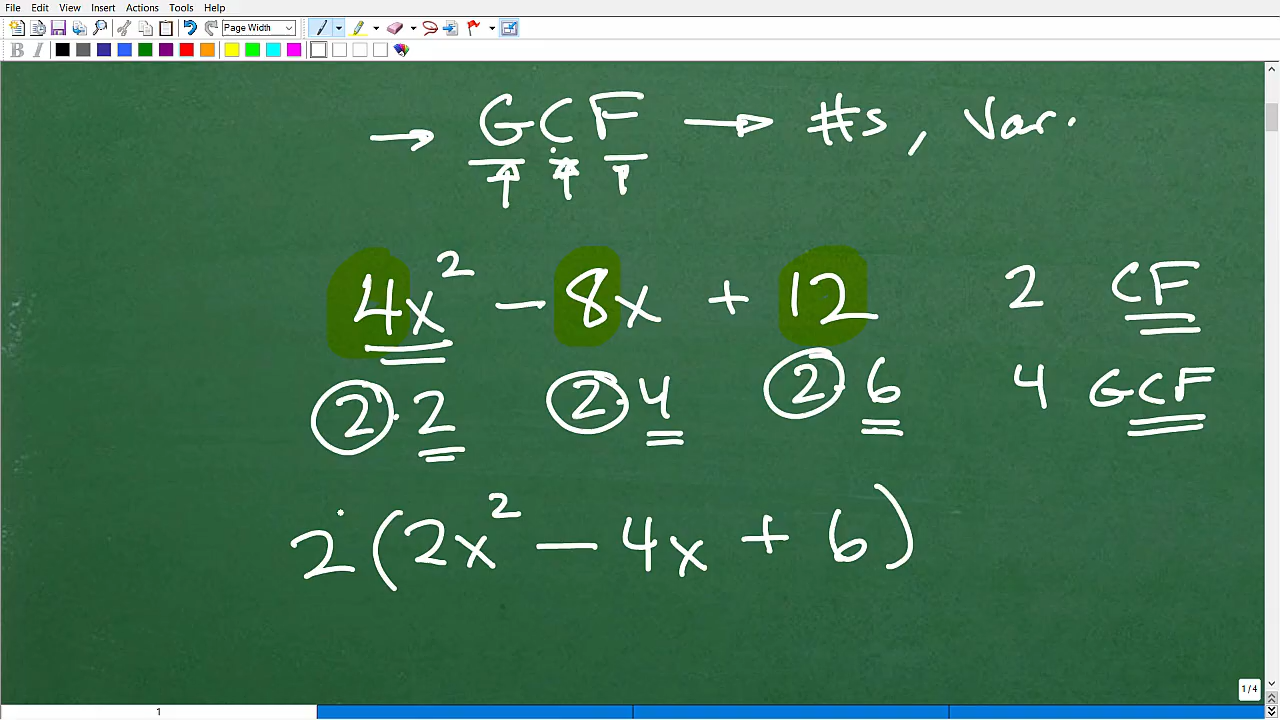 File Edit View Insert Actions Tools Help
Page Width
B I
→ GCF → #s, Var.
4x² - 8x + 12 2 CF
2·2 2·4 2·6 4 GCF
2(2x² - 4x + 6)
1/4
1